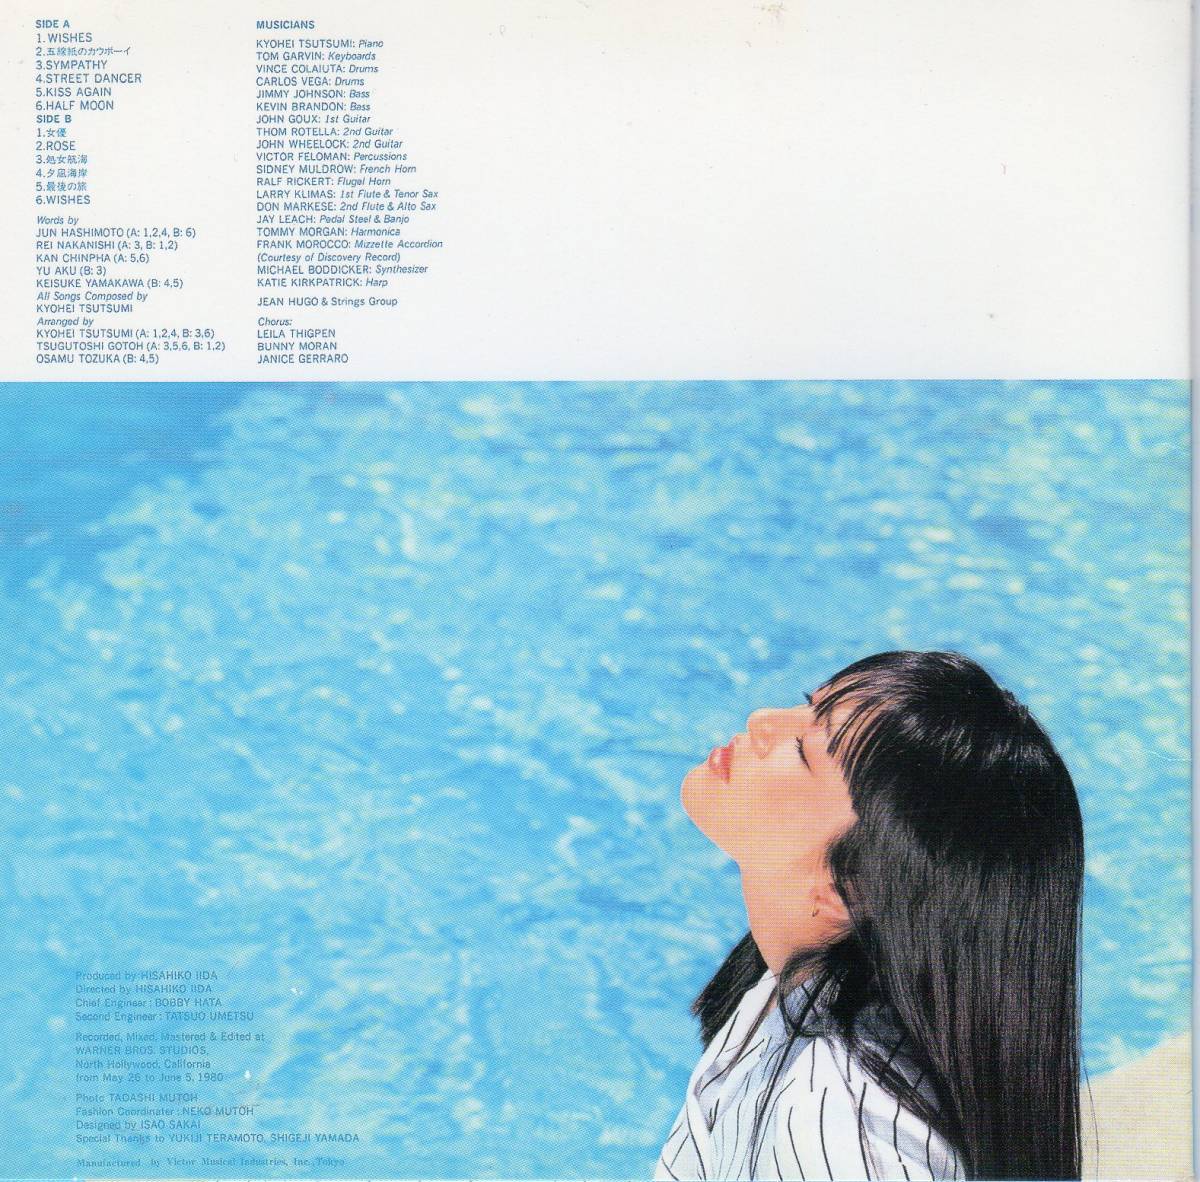 SIDE A
1.WISHES
2.五線紙のカウボーイ
3.SYMPATHY
4.STREET DANCER
5.KISS AGAIN
6.HALF MOON
SIDE B
1.女優
2.ROSE
3.処女航海
4.夕凪海岸
5.最後の旅
6.WISHES
Words by
JUN HASHIMOTO (A: 1,2,4, B: 6)
REI NAKANISHI (A: 3, B: 1,2)
KAN CHINPHA (A: 5,6)
YU AKU (B: 3)
KEISUKE YAMAKAWA (B: 4,5)
All Songs Composed by
KYOHEI TSUTSUMI
Arranged by
KYOHEI TSUTSUMI (A: 1,2,4, B: 3,6)
TSUGUTOSHI GOTOH (A: 3,5,6, B: 1,2)
OSAMU TOZUKA (B: 4,5)
MUSICIANS
KYOHEI TSUTSUMI: Piano
TOM GARVIN: Keyboards
VINCE COLAIUTA: Drums
CARLOS VEGA: Drums
JIMMY JOHNSON: Bass
KEVIN BRANDON: Bass
JOHN GOUX: 1st Guitar
THOM ROTELLA: 2nd Guitar
JOHN WHEELOCK: 2nd Guitar
VICTOR FELOMAN: Percussions
SIDNEY MULDROW: French Horn
RALF RICKERT: Flugel Horn
LARRY KLIMAS: 1st Flute & Tenor Sax
DON MARKESE: 2nd Flute & Alto Sax
JAY LEACH: Pedal Steel & Banjo
TOMMY MORGAN: Harmonica
FRANK MOROCCO: Mizzette Accordion
(Courtesy of Discovery Record)
MICHAEL BODDICKER: Synthesizer
KATIE KIRKPATRICK: Harp
JEAN HUGO & Strings Group
Chorus:
LEILA THIGPEN
BUNNY MORAN
JANICE GERRARO
Produced by HISAHIKO IIDA
Directed by HISAHIKO IIDA
Chief Engineer : BOBBY HATA
Second Engineer : TATSUO UMETSU
Recorded, Mixed, Mastered & Edited at
WARNER BROS. STUDIOS,
North Hollywood, California
from May 26 to June 5, 1980
Photo TADASHI MUTOH
Fashion Coordinater : NEKO MUTOH
Designed by ISAO SAKAI
Special Thanks to YUKIJI TERAMOTO, SHIGEJI YAMADA
Manufactured by Victor Musical Industries, Inc., Tokyo